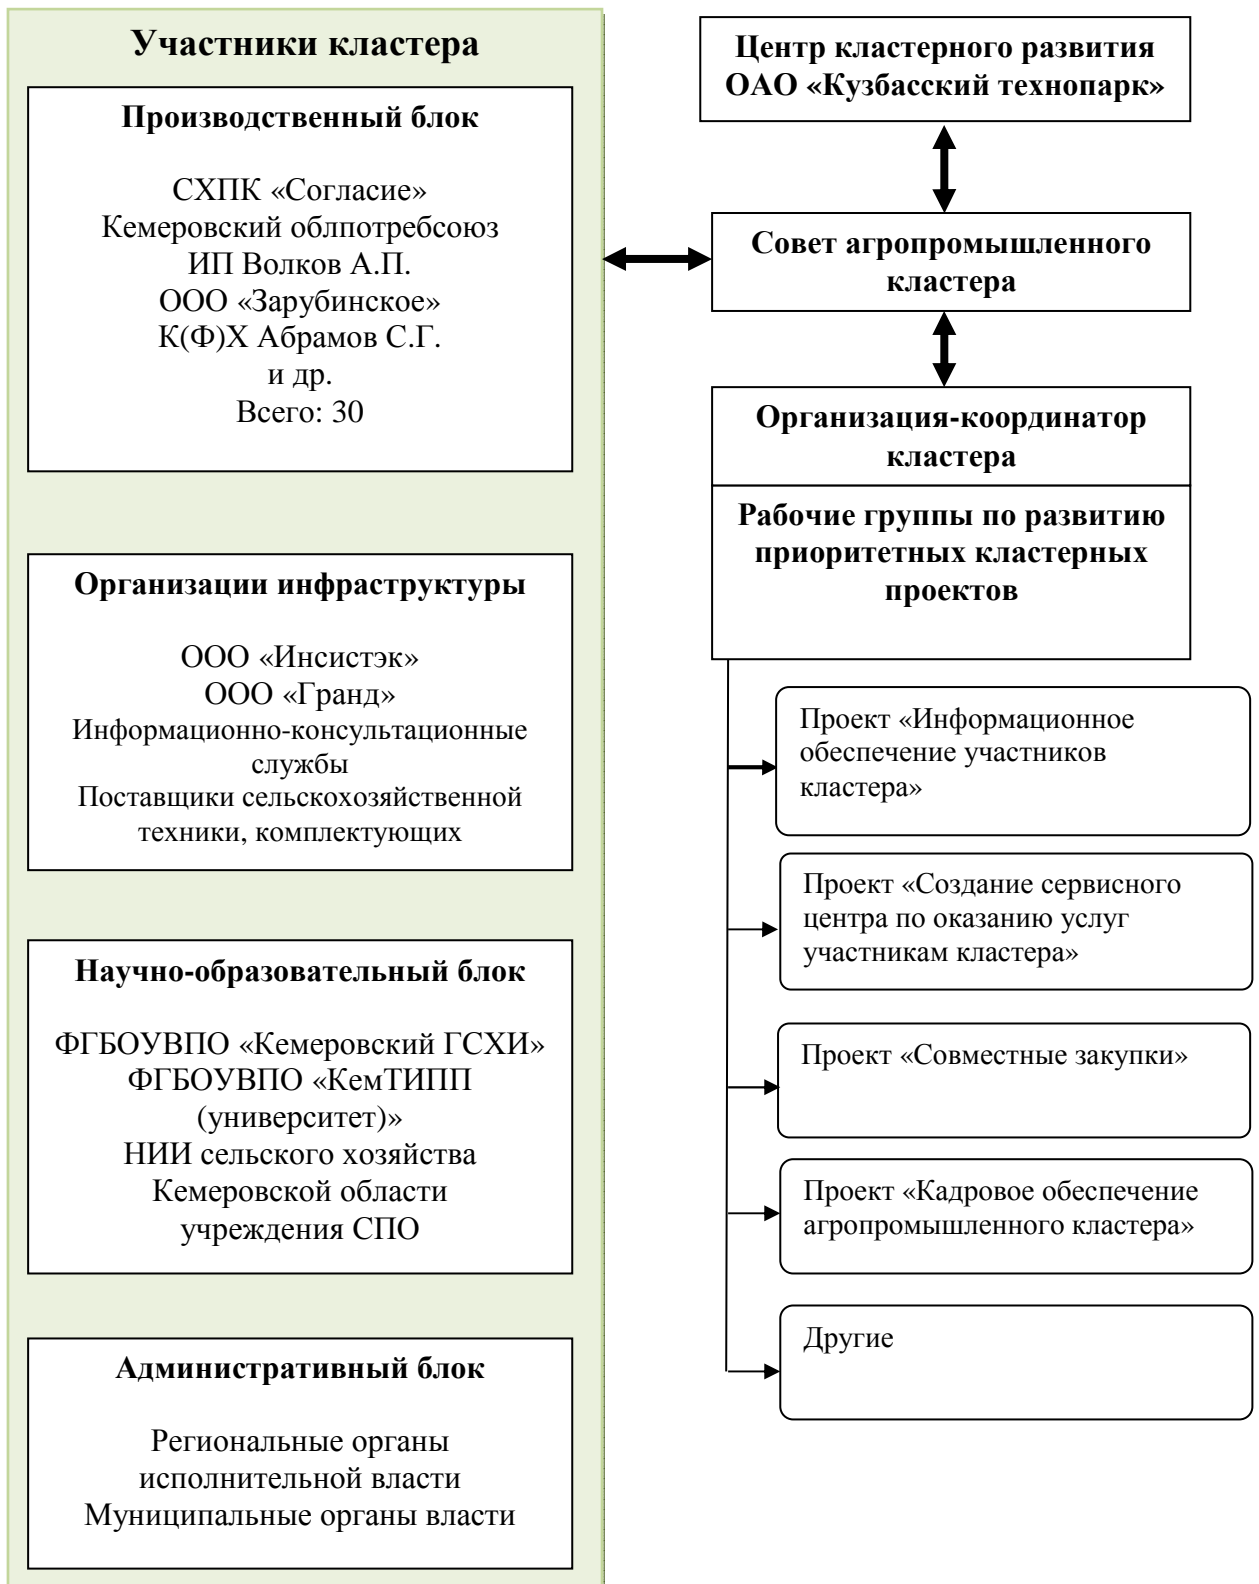 Участники кластера
Производственный блок
СХПК «Согласие»
Кемеровский облпотребсоюз
ИП Волков А.П.
ООО «Зарубинское»
К(Ф)Х Абрамов С.Г.
и др.
Всего: 30
Организации инфраструктуры
ООО «Инсистэк»
ООО «Гранд»
Информационно-консультационные
службы
Поставщики сельскохозяйственной
техники, комплектующих
Научно-образовательный блок
ФГБОУВПО «Кемеровский ГСХИ»
ФГБОУВПО «КемТИПП
(университет)»
НИИ сельского хозяйства
Кемеровской области
учреждения СПО
Административный блок
Региональные органы
исполнительной власти
Муниципальные органы власти
Центр кластерного развития
ОАО «Кузбасский технопарк»
Совет агропромышленного
кластера
Организация-координатор
кластера
Рабочие группы по развитию
приоритетных кластерных
проектов
Проект «Информационное
обеспечение участников
кластера»
Проект «Создание сервисного
центра по оказанию услуг
участникам кластера»
Проект «Совместные закупки»
Проект «Кадровое обеспечение
агропромышленного кластера»
Другие